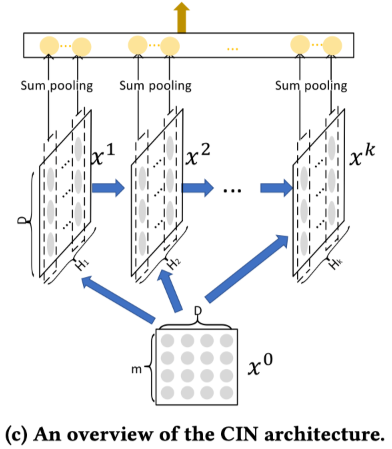 ...
...
...
...
Sum pooling Sum pooling Sum pooling
x¹ x² xᵏ
...
D
H₁ H₂ Hₖ
D
m x⁰
(c) An overview of the CIN architecture.